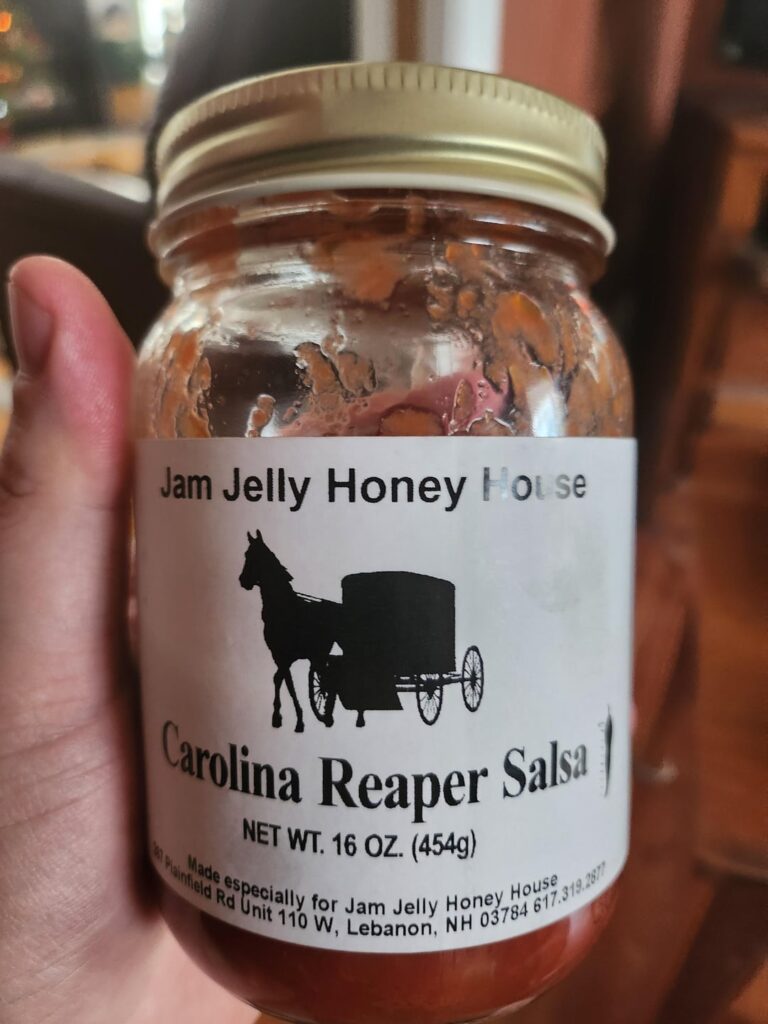 Jam Jelly Honey House
Carolina Reaper Salsa
NET WT. 16 OZ. (454g)
Made especially for Jam Jelly Honey House
Plainfield Rd Unit 110 W, Lebanon, NH 03784 617.319.2877